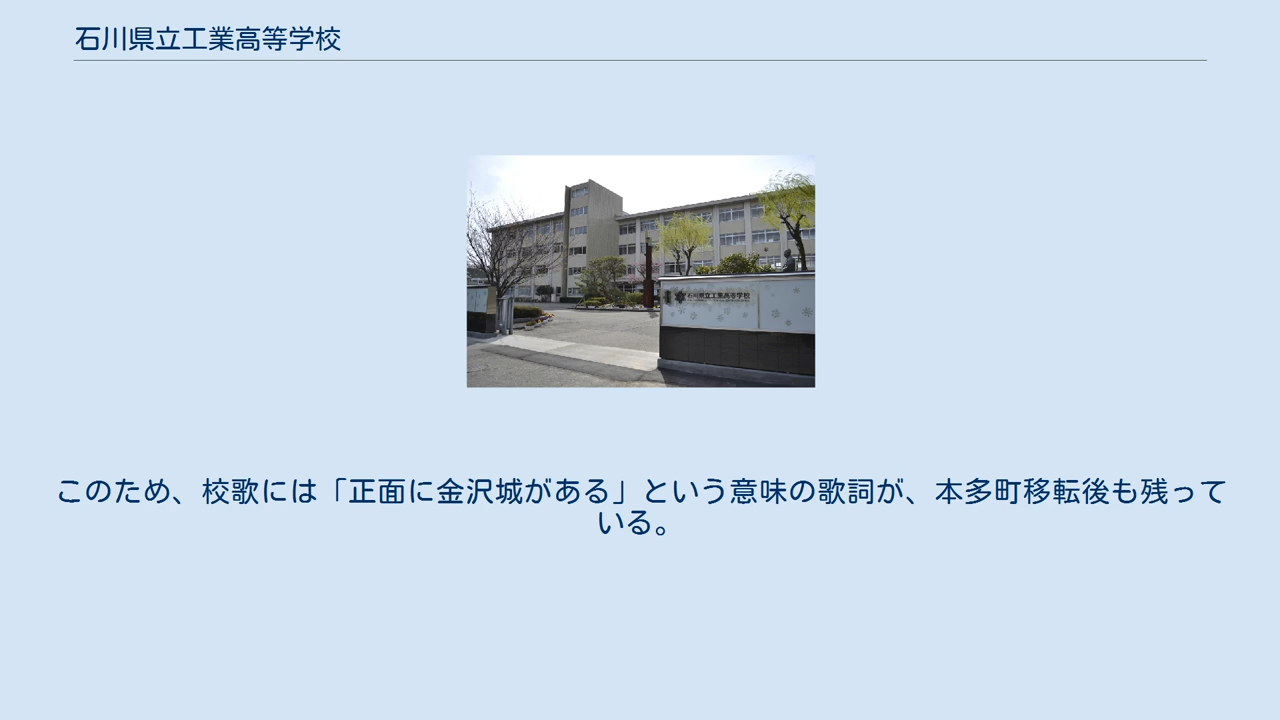 石川県立工業高等学校
石川県立工業高等学校
このため、校歌には「正面に金沢城がある」という意味の歌詞が、本多町移転後も残って
いる。